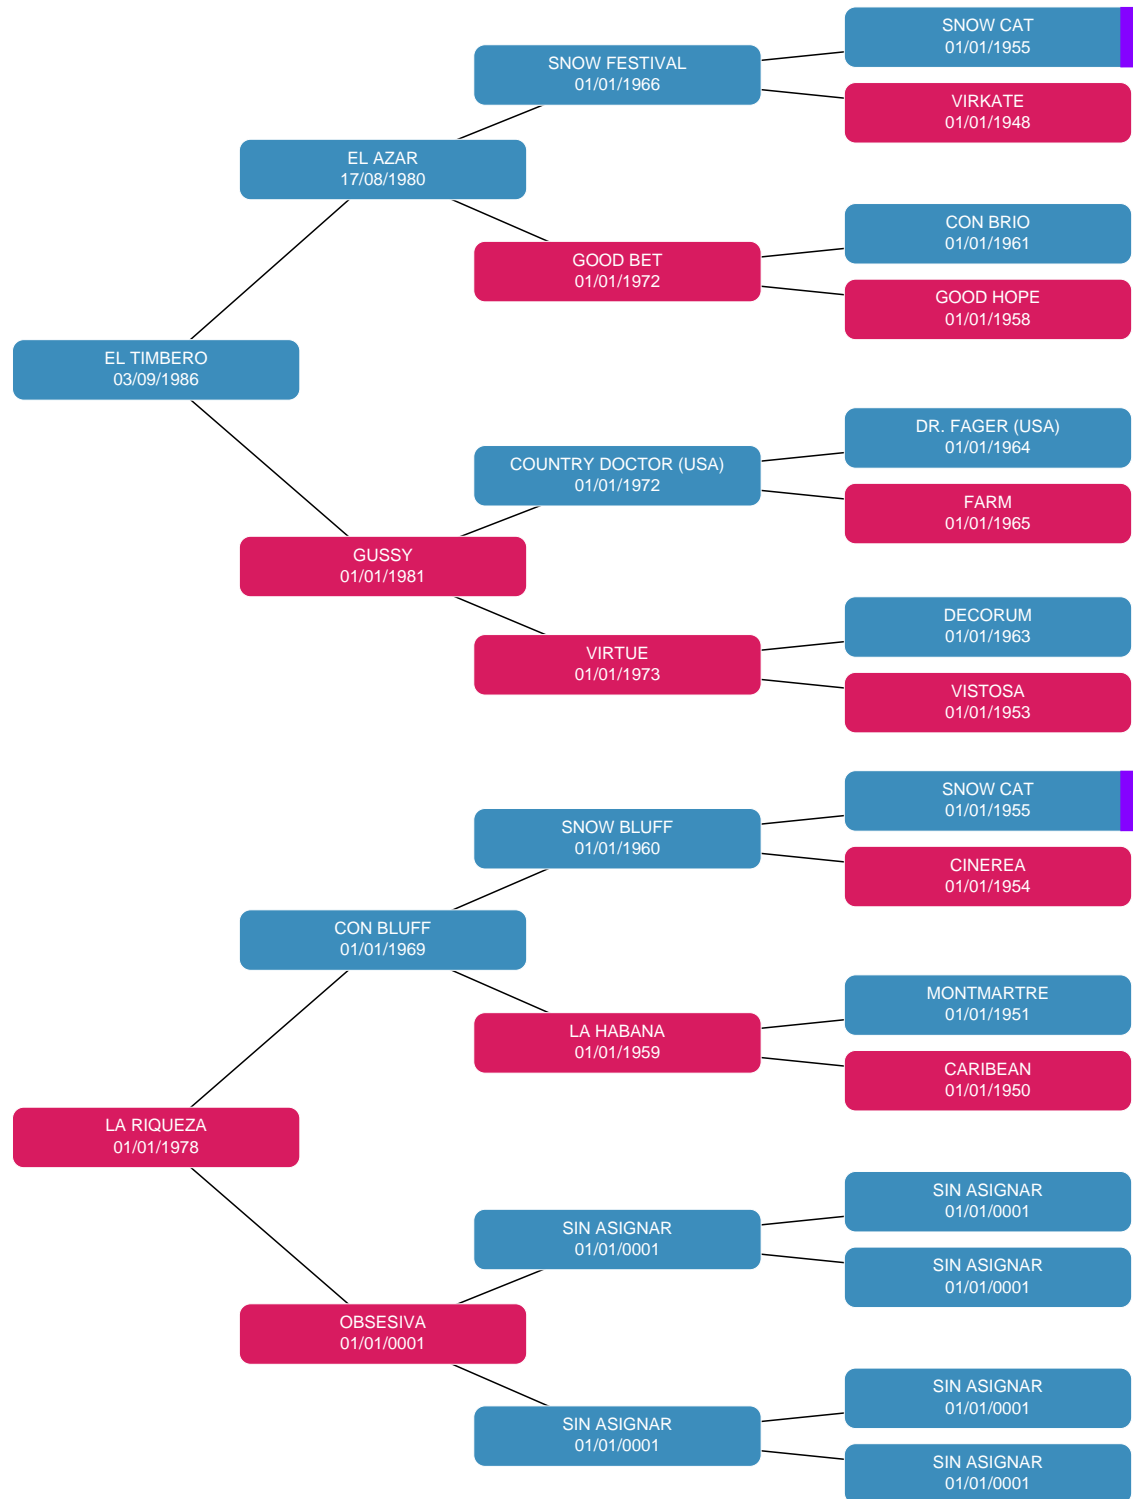 SNOW CAT
01/01/1955
SNOW FESTIVAL
01/01/1966
VIRKATE
01/01/1948
EL AZAR
17/08/1980
CON BRIO
01/01/1961
GOOD BET
01/01/1972
GOOD HOPE
01/01/1958
EL TIMBERO
03/09/1986
DR. FAGER (USA)
01/01/1964
COUNTRY DOCTOR (USA)
01/01/1972
FARM
01/01/1965
GUSSY
01/01/1981
DECORUM
01/01/1963
VIRTUE
01/01/1973
VISTOSA
01/01/1953
SNOW CAT
01/01/1955
SNOW BLUFF
01/01/1960
CINEREA
01/01/1954
CON BLUFF
01/01/1969
MONTMARTRE
01/01/1951
LA HABANA
01/01/1959
CARIBEAN
01/01/1950
LA RIQUEZA
01/01/1978
SIN ASIGNAR
01/01/0001
SIN ASIGNAR
01/01/0001
SIN ASIGNAR
01/01/0001
OBSESIVA
01/01/0001
SIN ASIGNAR
01/01/0001
SIN ASIGNAR
01/01/0001
SIN ASIGNAR
01/01/0001